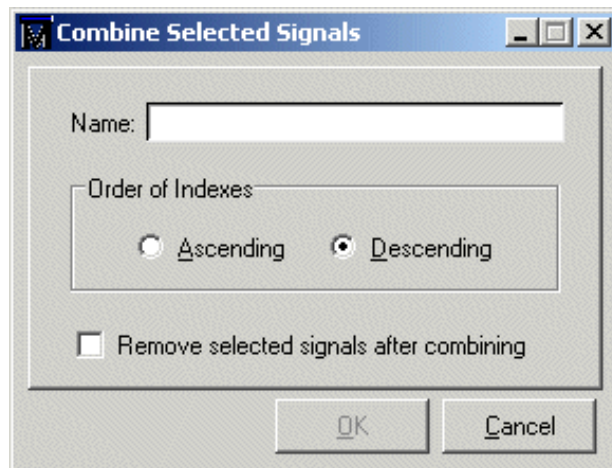 Combine Selected Signals
Name:
Order of Indexes
Ascending Descending
Remove selected signals after combining
OK Cancel